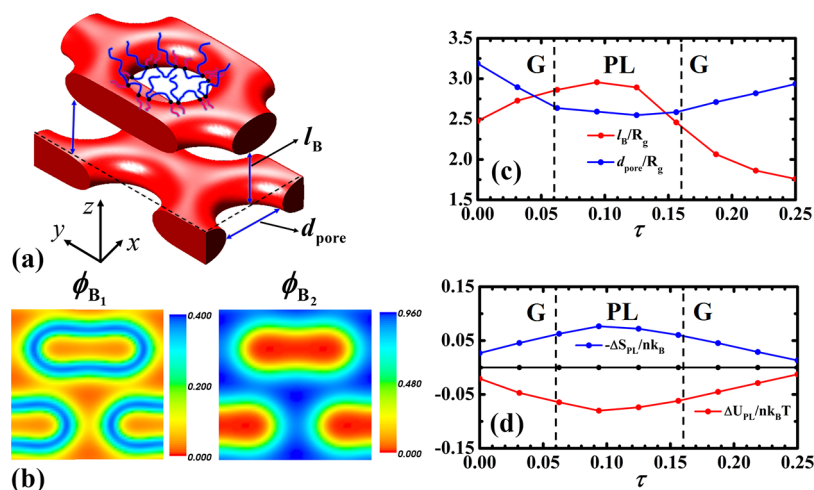 (a)
l_B
d_pore
z
y
x
ϕ_B₁
ϕ_B₂
0.400
0.200
0.000
0.960
0.480
0.000
(b)
3.5
3.0
2.5
2.0
1.5
G
PL
G
l_B/R_g
d_pore/R_g
(c)
0.00 0.05 0.10 0.15 0.20 0.25
τ
0.15
0.05
-0.05
-0.15
G
PL
G
-ΔS_PL/nk_B
ΔU_PL/nk_BT
(d)
0.00 0.05 0.10 0.15 0.20 0.25
τ